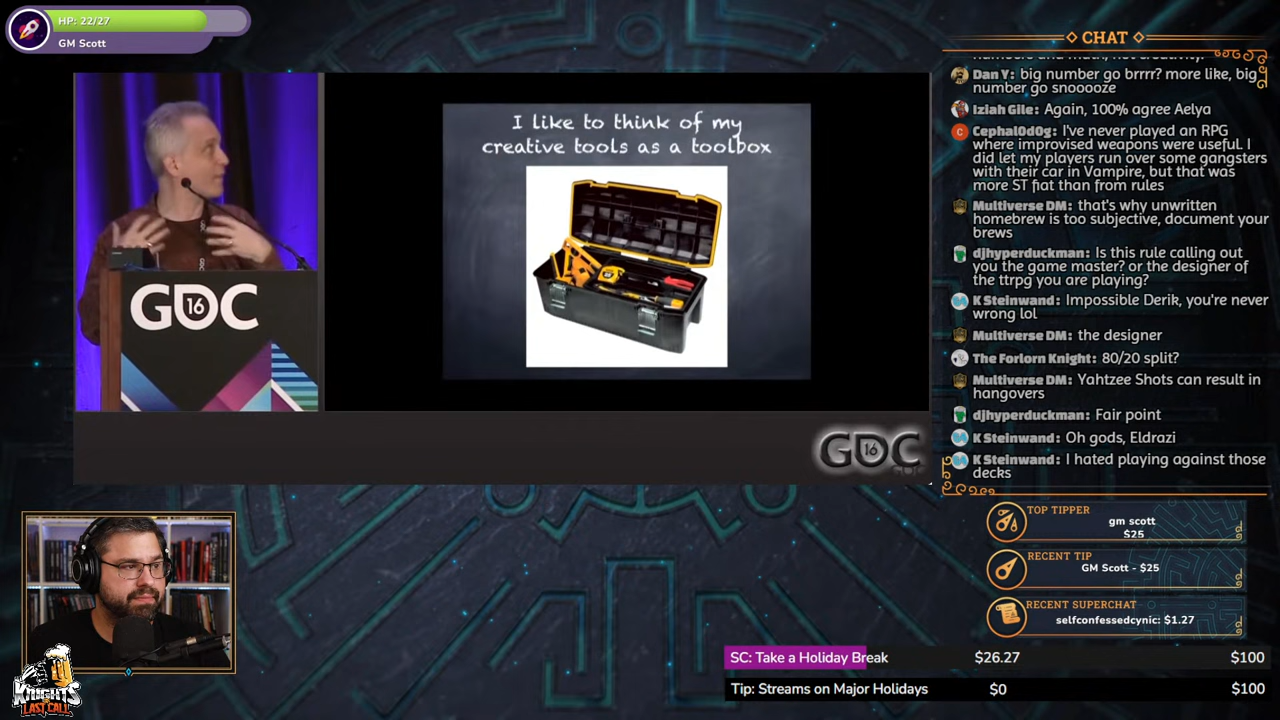 HP: 22/27
GM Scott
GDC
16
I like to think of my
creative tools as a toolbox
GDC
16
CHAT
numbers and math, not creativity.
Dan Y: big number go brrrr? more like, big
number go snooooze
Iziah Gile: Again, 100% agree Aelya
C
Cephal0d0g: I've never played an RPG
where improvised weapons were useful. I
did let my players run over some gangsters
with their car in Vampire, but that was
more ST fiat than from rules
Multiverse DM: that's why unwritten
homebrew is too subjective, document your
brews
djhyperduckman: Is this rule calling out
you the game master? or the designer of
the ttrpg you are playing?
K Steinwand: Impossible Derik, you're never
wrong lol
Multiverse DM: the designer
The Forlorn Knight: 80/20 split?
Multiverse DM: Yahtzee Shots can result in
hangovers
djhyperduckman: Fair point
K Steinwand: Oh gods, Eldrazi
K Steinwand: I hated playing against those
decks
TOP TIPPER
gm scott
$25
RECENT TIP
GM Scott - $25
RECENT SUPERCHAT
selfconfessedcynic: $1.27
SC: Take a Holiday Break $26.27 $100
Tip: Streams on Major Holidays $0 $100
KNIGHTS
OF
LAST CALL